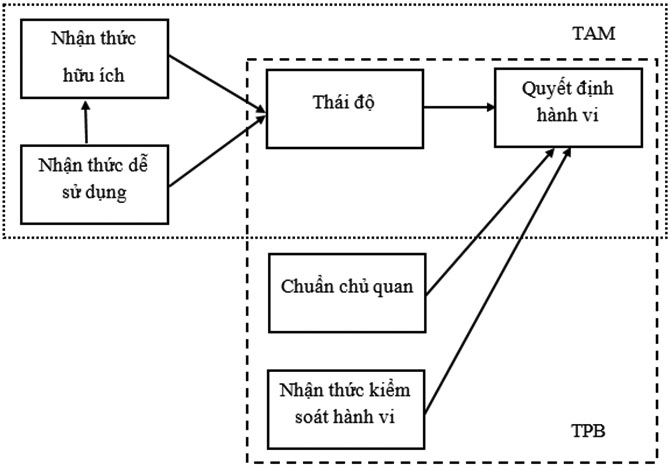 Nhận thức
hữu ích
TAM
Thái độ
Quyết định
hành vi
Nhận thức dễ
sử dụng
Chuẩn chủ quan
Nhận thức kiểm
soát hành vi
TPB